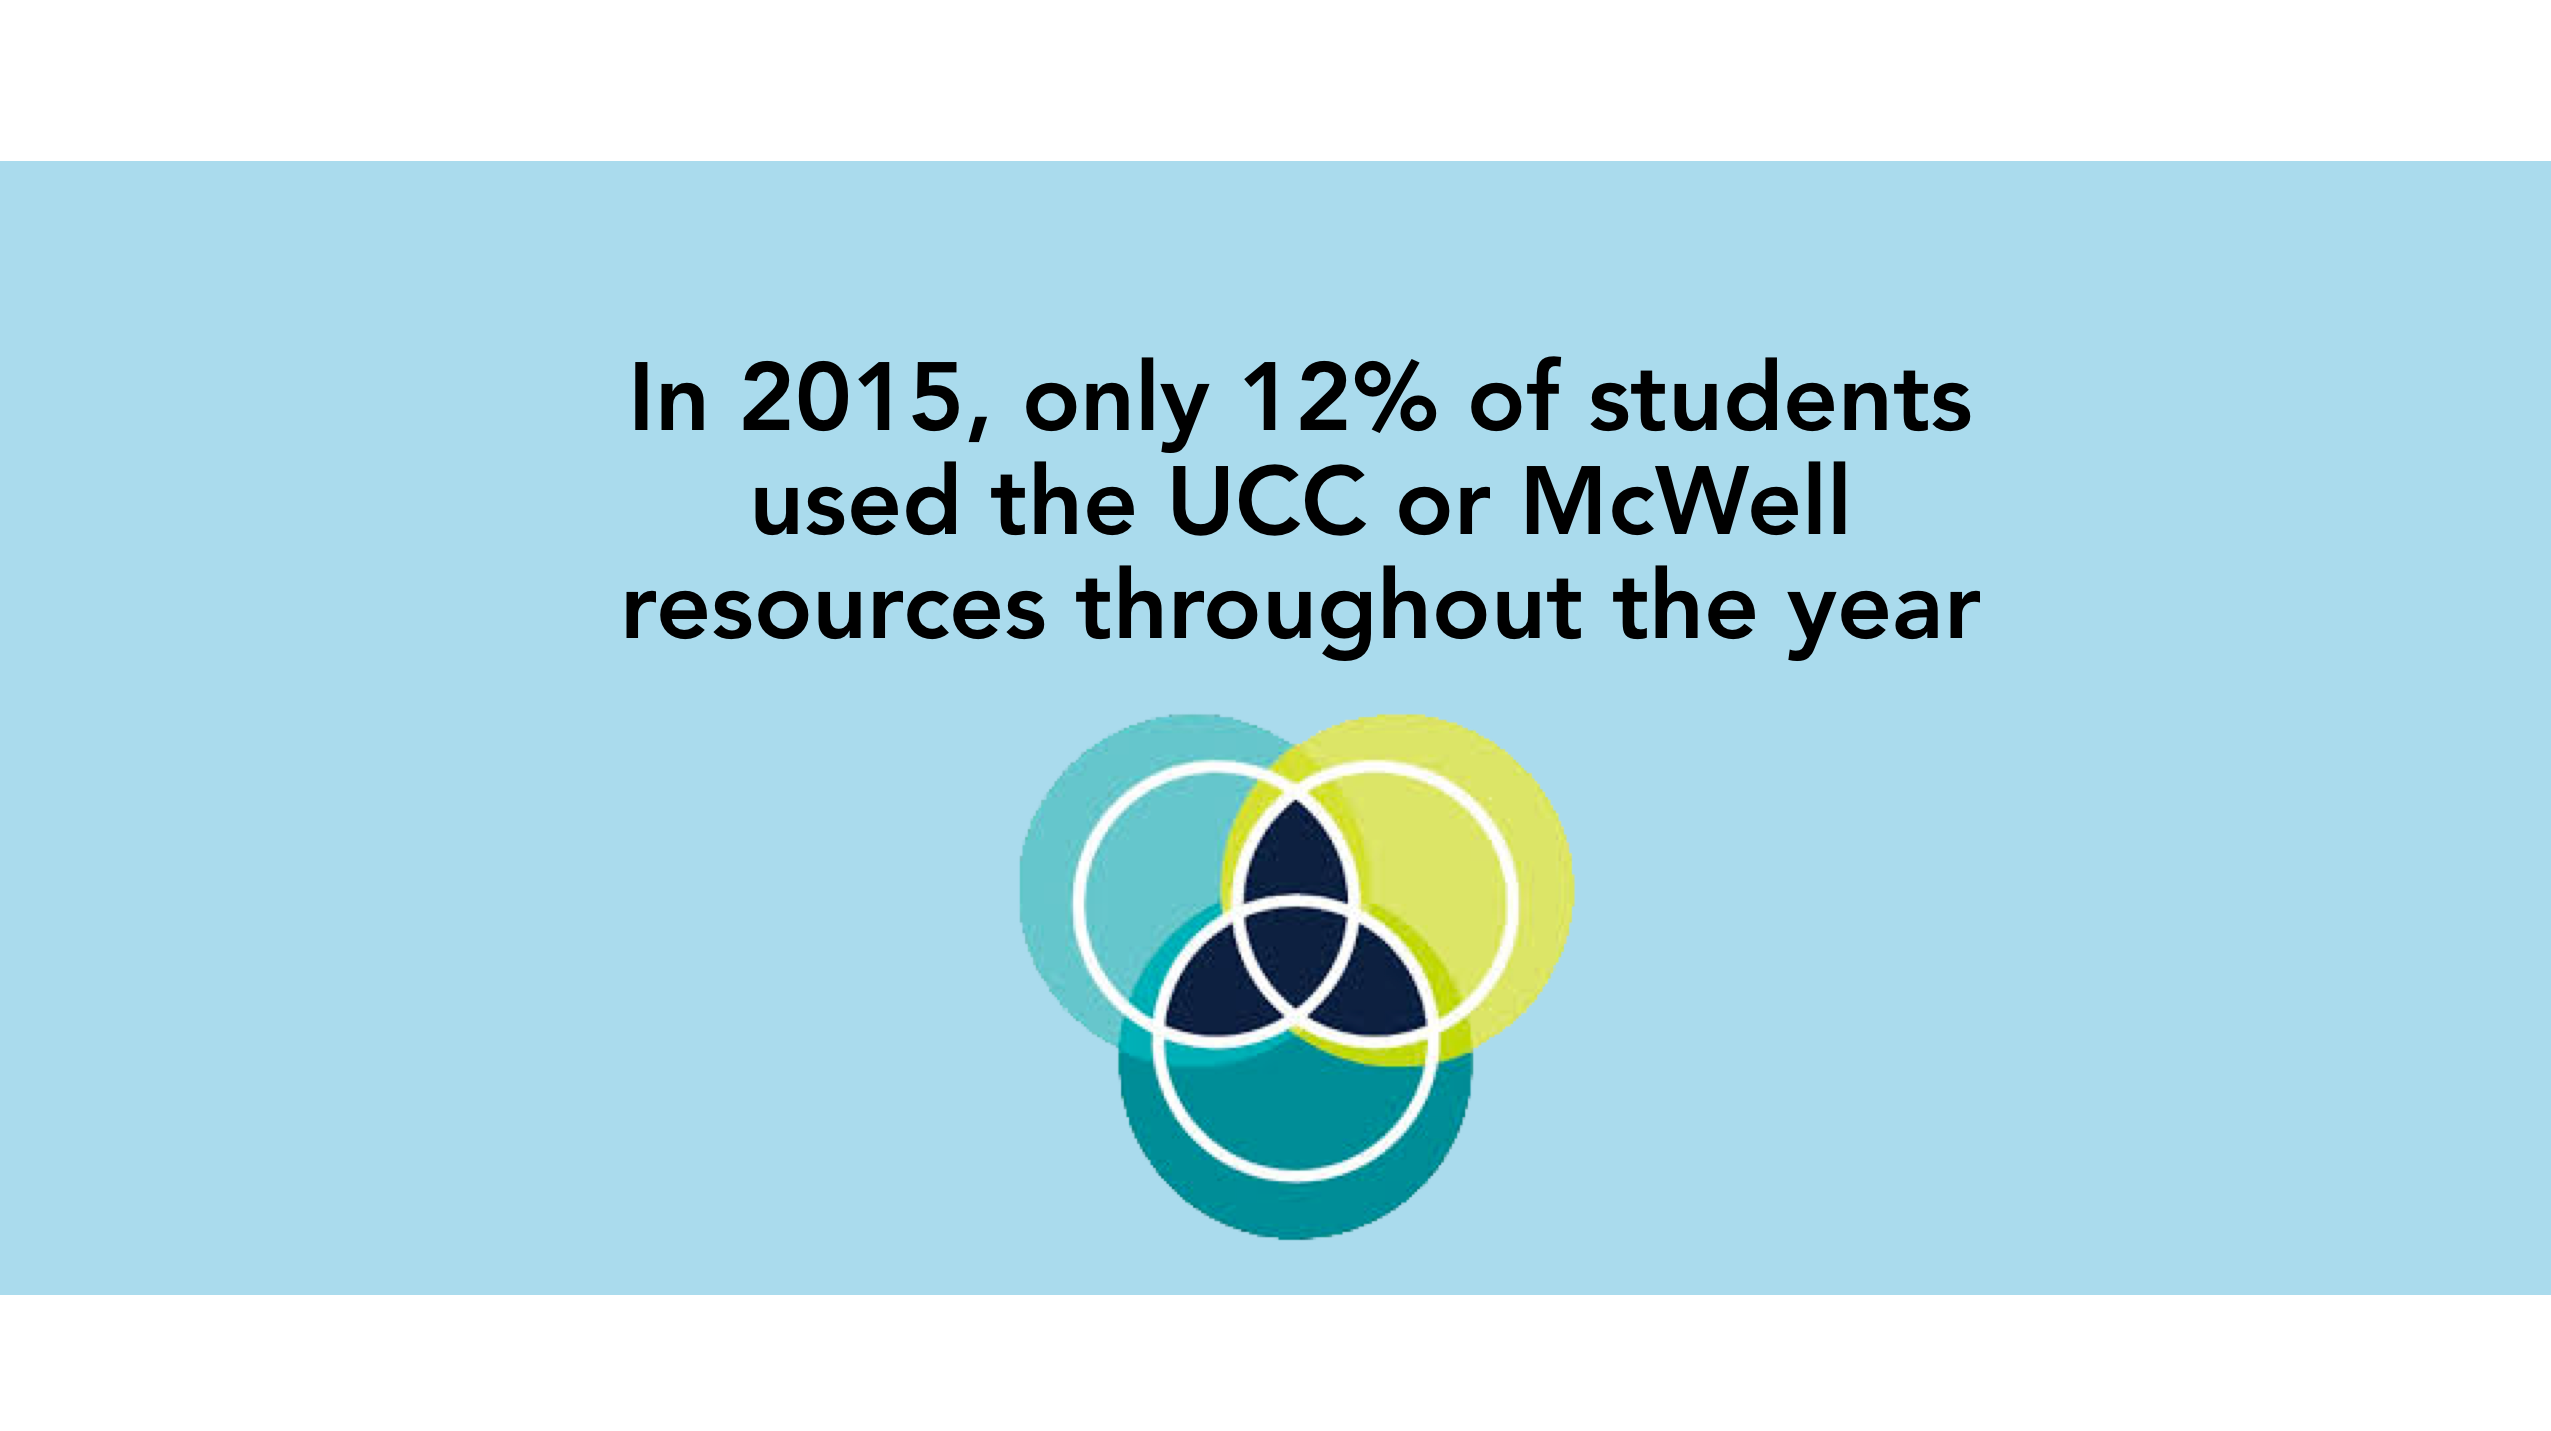 In 2015, only 12% of students
used the UCC or McWell
resources throughout the year